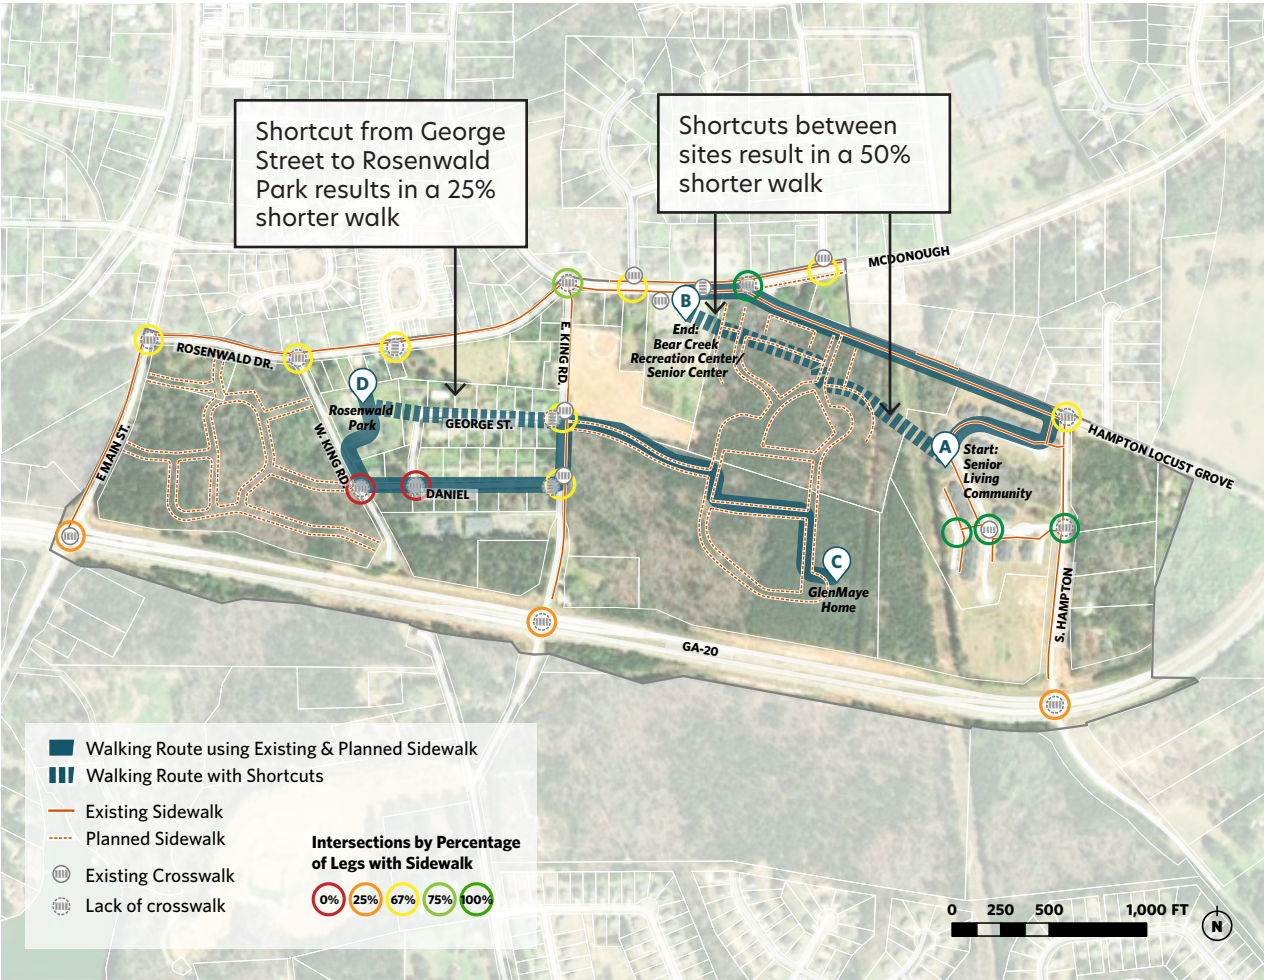 Shortcut from George
Street to Rosenwald
Park results in a 25%
shorter walk
Shortcuts between
sites result in a 50%
shorter walk
MCDONOUGH
B
End:
Bear Creek
Recreation Center/
Senior Center
E. KING RD.
ROSENWALD DR.
D
Rosenwald
Park
GEORGE ST.
W. KING RD.
DANIEL
E MAIN ST.
A
Start:
Senior
Living
Community
HAMPTON LOCUST GROVE
C
GlenMaye
Home
S. HAMPTON
GA-20
Walking Route using Existing & Planned Sidewalk
Walking Route with Shortcuts
Existing Sidewalk
Planned Sidewalk
Existing Crosswalk
Lack of crosswalk
Intersections by Percentage
of Legs with Sidewalk
0% 25% 67% 75% 100%
0 250 500 1,000 FT
N